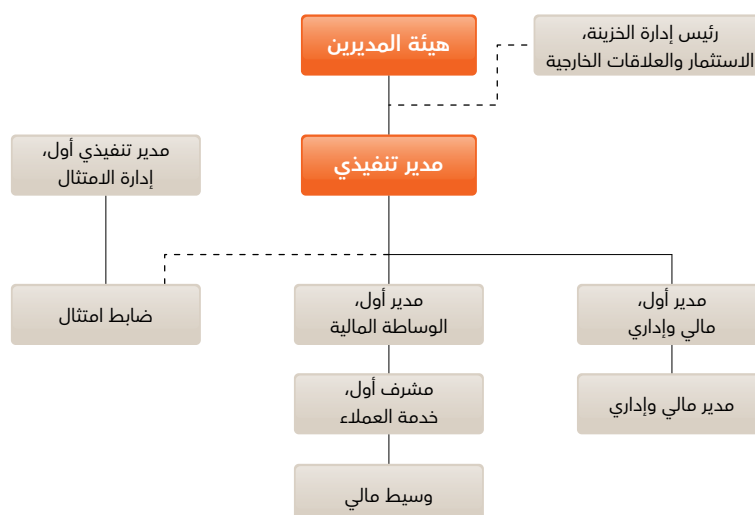 هيئة المديرين
رئيس إدارة الخزينة،
الاستثمار والعلاقات الخارجية
مدير تنفيذي
مدير تنفيذي أول،
إدارة الامتثال
مدير أول،
مالي وإداري
مدير أول،
الوساطة المالية
ضابط امتثال
مدير مالي وإداري
مشرف أول،
خدمة العملاء
وسيط مالي